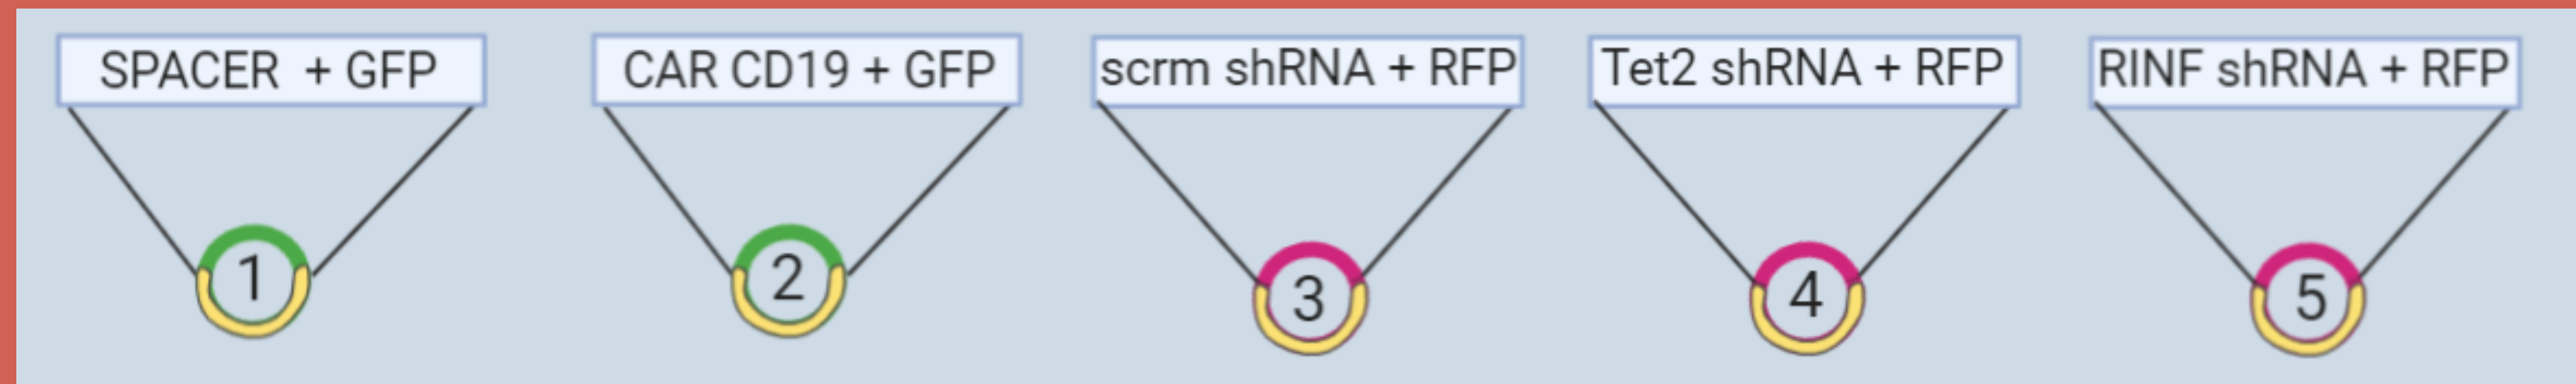 SPACER + GFP
CAR CD19 + GFP
scrm shRNA + RFP
Tet2 shRNA + RFP
RINF shRNA + RFP
1
2
3
4
5